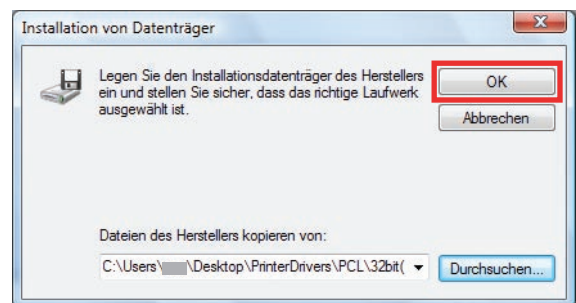 Installation von Datenträger
Legen Sie den Installationsdatenträger des Herstellers
ein und stellen Sie sicher, dass das richtige Laufwerk
ausgewählt ist.
OK
Abbrechen
Dateien des Herstellers kopieren von:
C:\Users\ \Desktop\PrinterDrivers\PCL\32bit(
Durchsuchen...